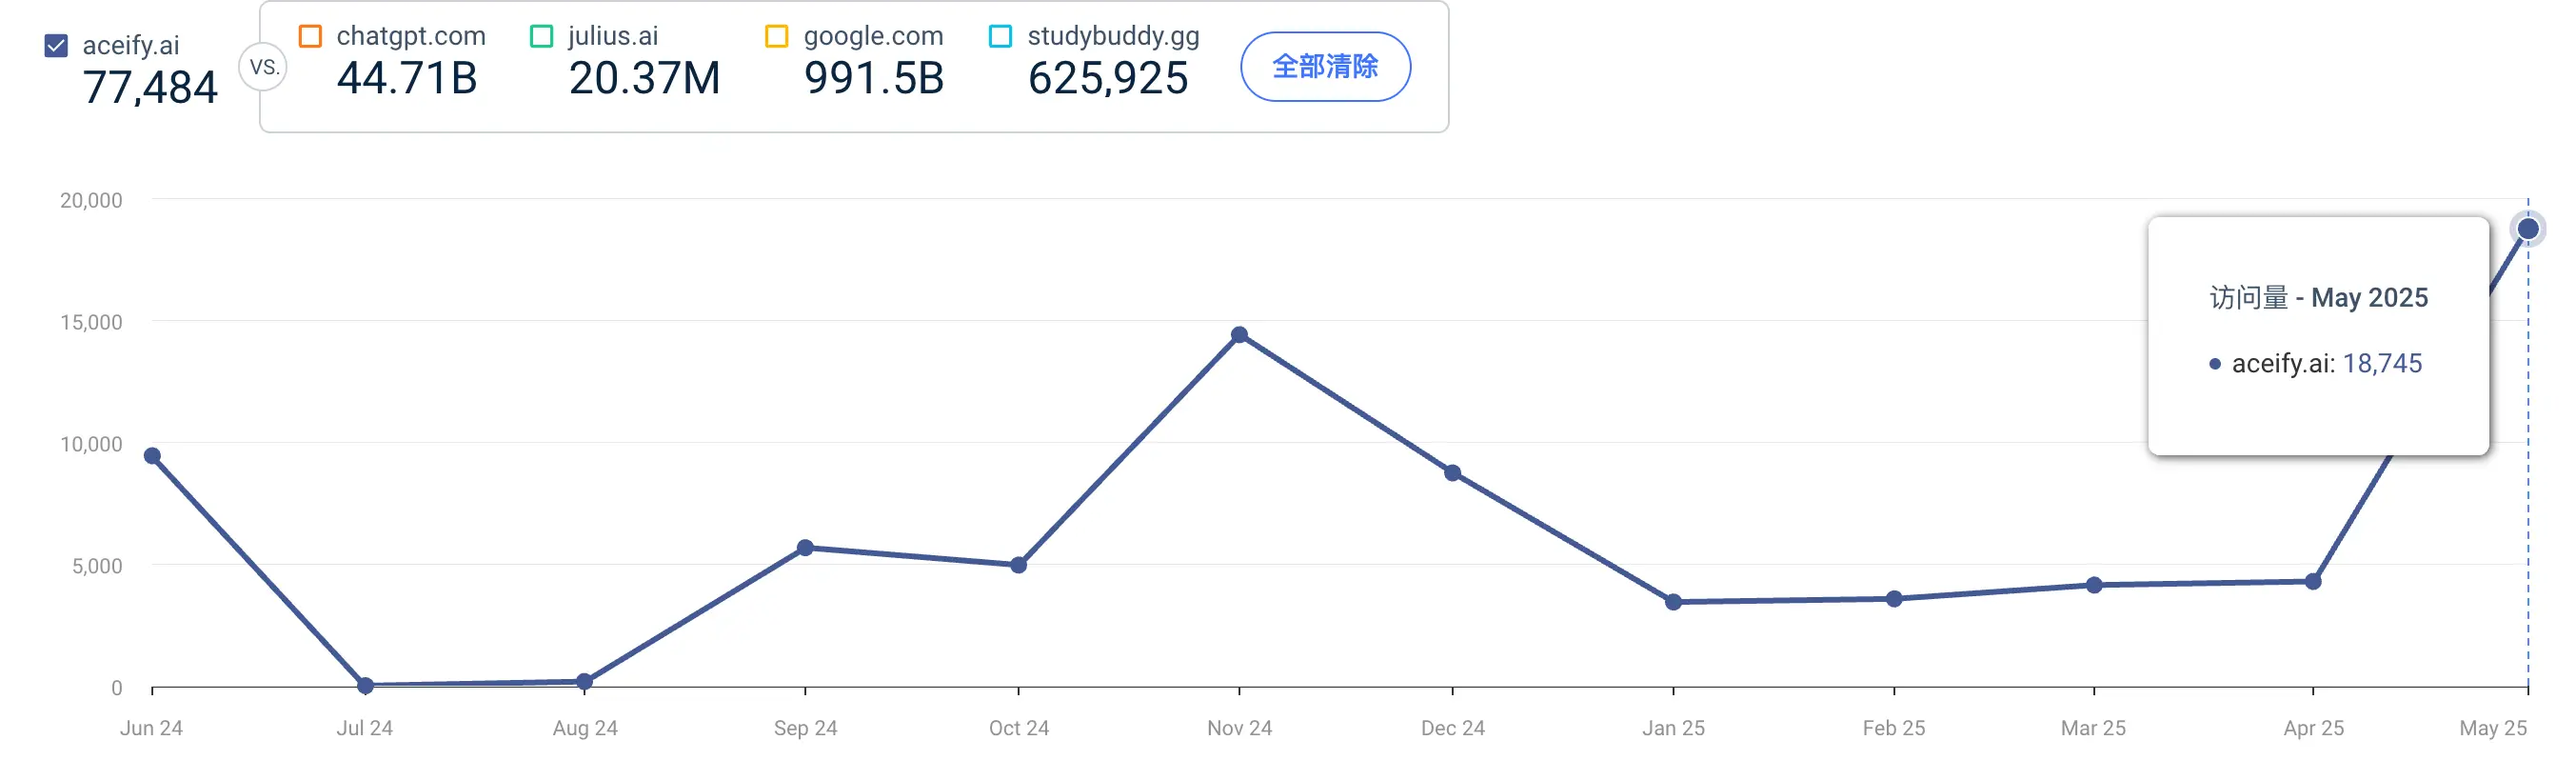 aceify.ai
77,484
VS.
chatgpt.com
44.71B
julius.ai
20.37M
google.com
991.5B
studybuddy.gg
625,925
全部清除
20,000
15,000
10,000
5,000
0
访问量 - May 2025
aceify.ai: 18,745
Jun 24 Jul 24 Aug 24 Sep 24 Oct 24 Nov 24 Dec 24 Jan 25 Feb 25 Mar 25 Apr 25 May 25